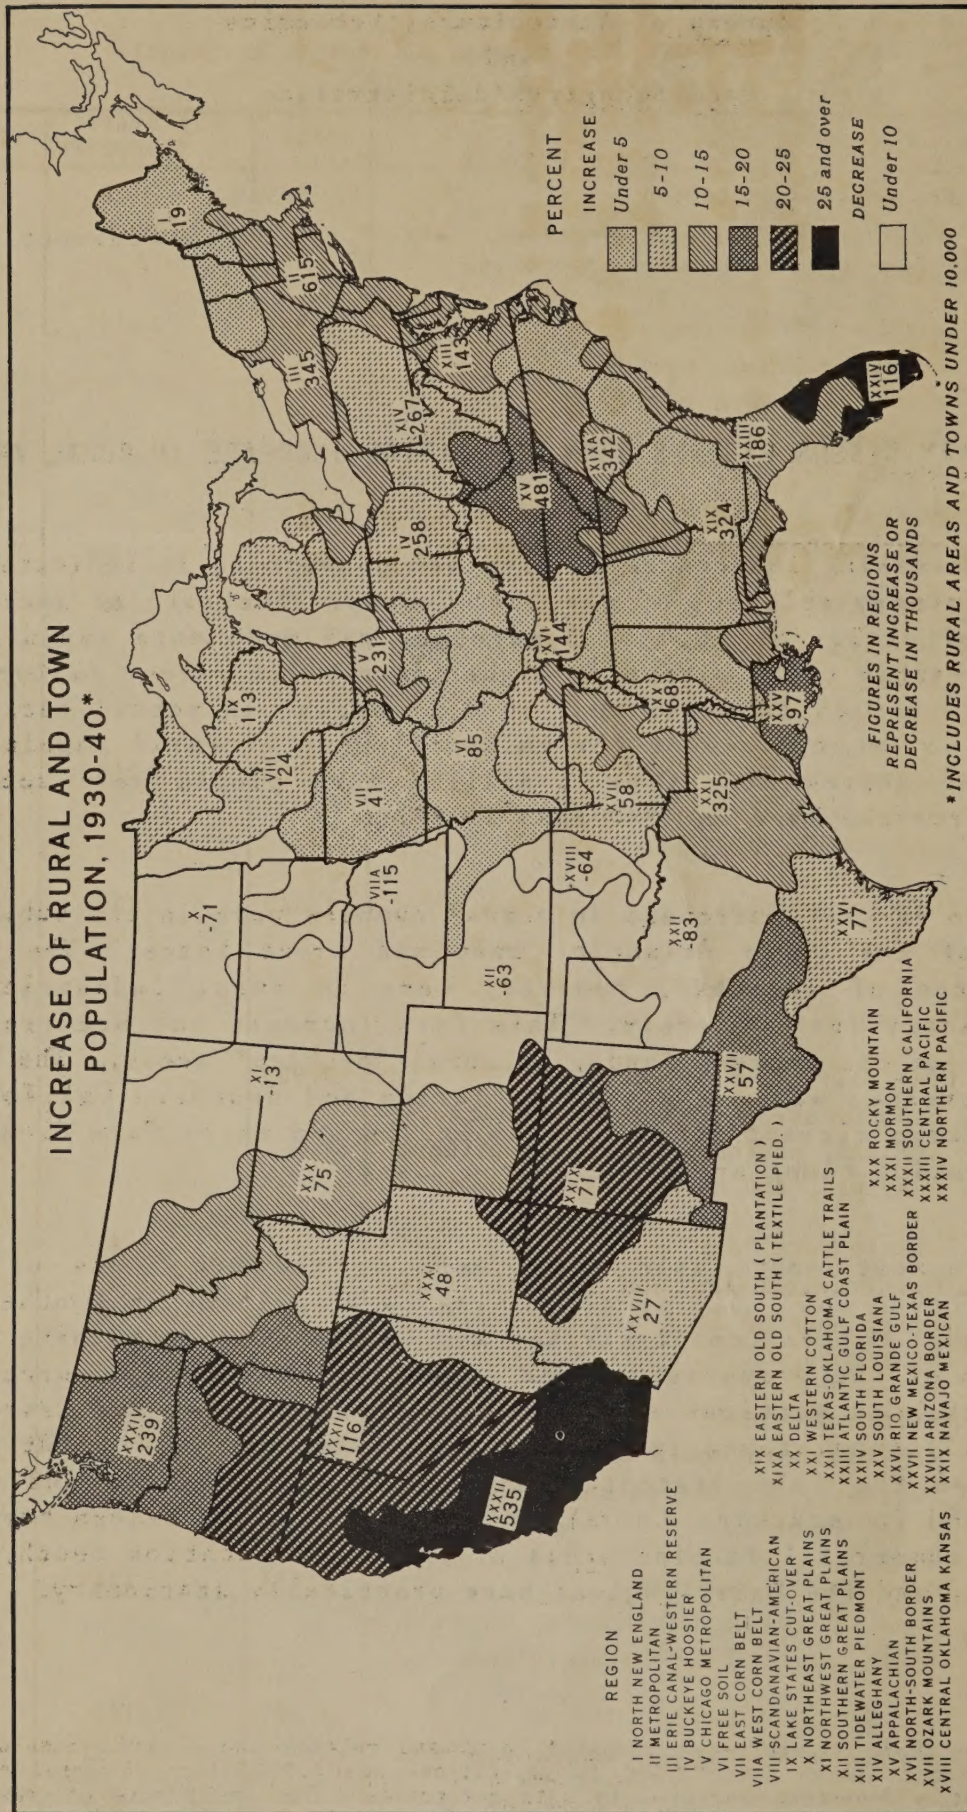 INCREASE OF RURAL AND TOWN
POPULATION, 1930-40*
I
19
II
615
III
345
IV
258
V
231
VI
85
VII
41
VIIA
-115
VIII
124
IX
113
X
-71
XI
-13
XII
-63
XIII
143
XIV
267
XV
481
XVI
144
XVII
58
XVIII
-64
XIX
324
XIXA
342
XX
68
XXI
325
XXII
-83
XXIII
186
XXIV
116
XXV
97
XXVI
77
XXVII
57
XXVIII
27
XXIX
71
XXX
75
XXXI
48
XXXII
535
XXXIII
116
XXXIV
239
PERCENT
INCREASE
Under 5
5-10
10-15
15-20
20-25
25 and over
DECREASE
Under 10
FIGURES IN REGIONS
REPRESENT INCREASE OR
DECREASE IN THOUSANDS
*INCLUDES RURAL AREAS AND TOWNS UNDER 10,000
REGION
I NORTH NEW ENGLAND
II METROPOLITAN
III ERIE CANAL-WESTERN RESERVE
IV BUCKEYE HOOSIER
V CHICAGO METROPOLITAN
VI FREE SOIL
VII EAST CORN BELT
VIIA WEST CORN BELT
VIII SCANDANAVIAN-AMERICAN
IX LAKE STATES CUT-OVER
X NORTHEAST GREAT PLAINS
XI NORTHWEST GREAT PLAINS
XII SOUTHERN GREAT PLAINS
XIII TIDEWATER PIEDMONT
XIV ALLEGHANY
XV APPALACHIAN
XVI NORTH-SOUTH BORDER
XVII OZARK MOUNTAINS
XVIII CENTRAL OKLAHOMA KANSAS
XIX EASTERN OLD SOUTH ( PLANTATION )
XIXA EASTERN OLD SOUTH ( TEXTILE PIED. )
XX DELTA
XXI WESTERN COTTON
XXII TEXAS-OKLAHOMA CATTLE TRAILS
XXIII ATLANTIC GULF COAST PLAIN
XXIV SOUTH FLORIDA
XXV SOUTH LOUISIANA
XXVI RIO GRANDE GULF
XXVII NEW MEXICO-TEXAS BORDER
XXVIII ARIZONA BORDER
XXIX NAVAJO MEXICAN
XXX ROCKY MOUNTAIN
XXXI MORMON
XXXII SOUTHERN CALIFORNIA
XXXIII CENTRAL PACIFIC
XXXIV NORTHERN PACIFIC